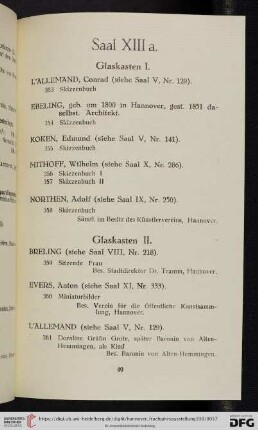 Saal XIII a.
Glaskasten I.
L'ALLEMAND, Conrad (siehe Saal V, Nr. 129).
353 Skizzenbuch
EBELING, geb. um 1800 in Hannover, gest. 1851 da-
selbst. Architekt.
354 Skizzenbuch
KOKEN, Edmund (siehe Saal V, Nr. 141).
355 Skizzenbuch
MITHOFF, Wilhelm (siehe Saal X, Nr. 286).
356 Skizzenbuch I
357 Skizzenbuch II
NORTHEN, Adolf (siehe Saal IX, Nr. 250).
358 Skizzenbuch
Sämtl. im Besitz des Künstlervereins, Hannover.
Glaskasten II.
BRELING (siehe Saal VIII, Nr. 218).
359 Sitzende Frau
Bes. Stadtdirektor Dr. Tramm, Hannover.
EVERS, Anton (siehe Saal XI, Nr. 333).
360 Miniaturbilder
Bes. Verein für die öffentliche Kunstsamm-
lung, Hannover.
L'ALLEMAND (siehe Saal V, Nr. 129).
361 Gräfin Grote, später Baronin von Alten-
Hemmingen, als Kind
Bes. Baronin von Alten-Hemmingen.
49